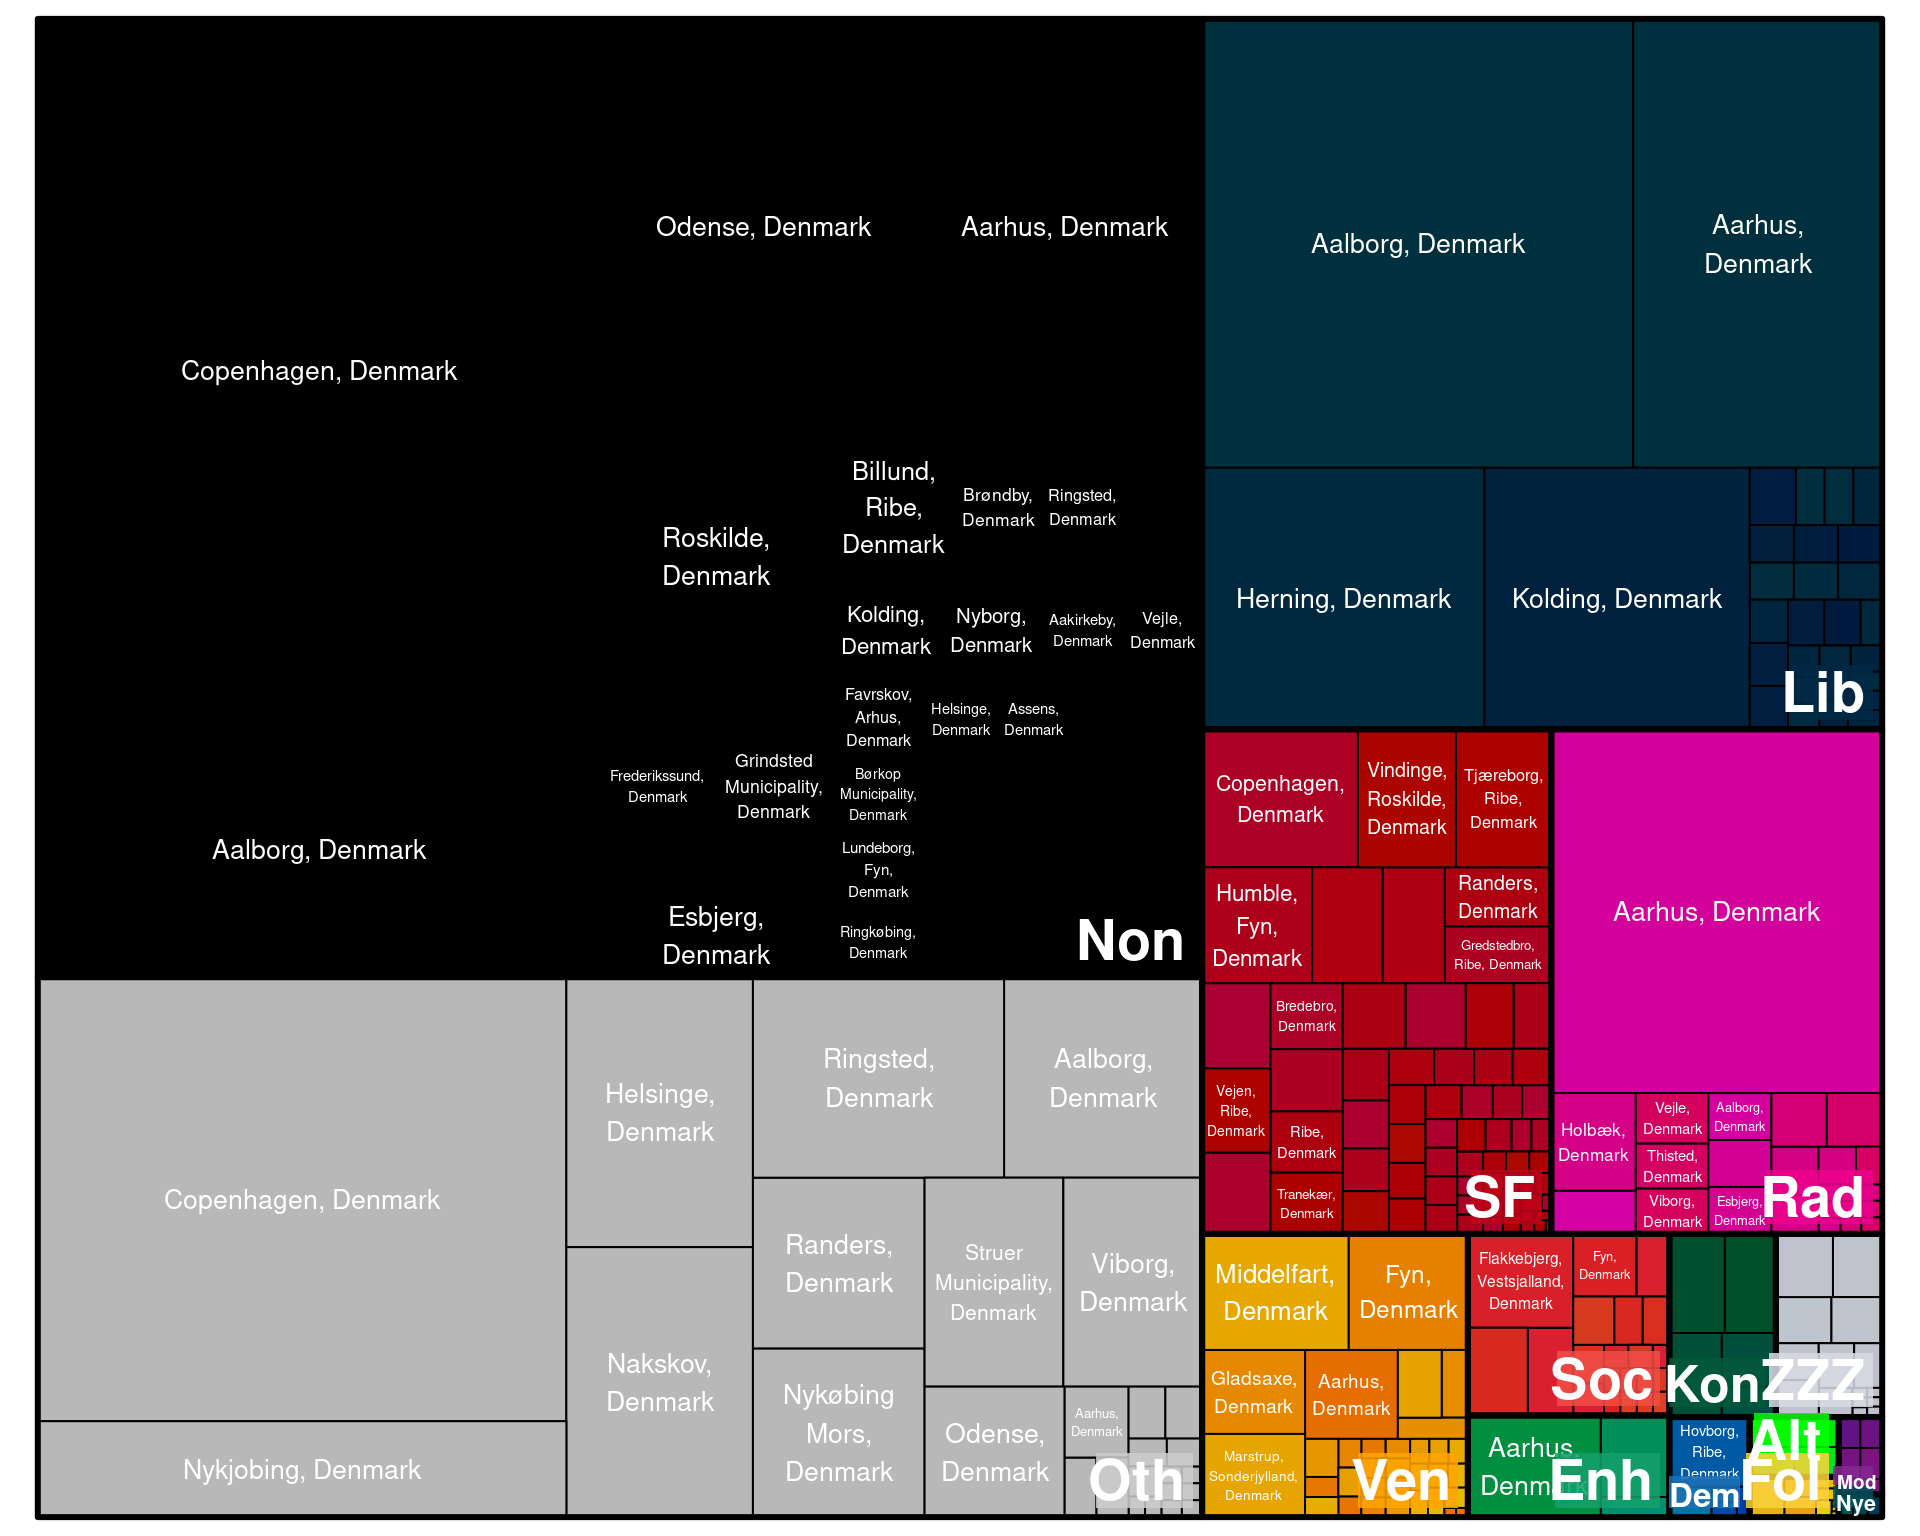 Odense, Denmark
Aarhus, Denmark
Copenhagen, Denmark
Billund,
Ribe,
Denmark
Brøndby,
Denmark
Ringsted,
Denmark
Roskilde,
Denmark
Kolding,
Denmark
Nyborg,
Denmark
Aakirkeby,
Denmark
Vejle,
Denmark
Favrskov,
Arhus,
Denmark
Helsinge,
Denmark
Assens,
Denmark
Frederikssund,
Denmark
Grindsted
Municipality,
Denmark
Børkop
Municipality,
Denmark
Aalborg, Denmark
Lundeborg,
Fyn,
Denmark
Esbjerg,
Denmark
Ringkøbing,
Denmark
Non
Aalborg, Denmark
Aarhus,
Denmark
Herning, Denmark
Kolding, Denmark
Lib
Copenhagen, Denmark
Helsinge,
Denmark
Ringsted,
Denmark
Aalborg,
Denmark
Randers,
Denmark
Struer
Municipality,
Denmark
Viborg,
Denmark
Nakskov,
Denmark
Nykøbing
Mors,
Denmark
Odense,
Denmark
Aarhus,
Denmark
Nykjobing, Denmark
Oth
Copenhagen,
Denmark
Vindinge,
Roskilde,
Denmark
Tjæreborg,
Ribe,
Denmark
Humble,
Fyn,
Denmark
Randers,
Denmark
Gredstedbro,
Ribe, Denmark
Bredebro,
Denmark
Vejen,
Ribe,
Denmark
Ribe,
Denmark
Tranekær,
Denmark
SF
Aarhus, Denmark
Holbæk,
Denmark
Vejle,
Denmark
Aalborg,
Denmark
Thisted,
Denmark
Viborg,
Denmark
Esbjerg,
Denmark
Rad
Middelfart,
Denmark
Fyn,
Denmark
Gladsaxe,
Denmark
Aarhus,
Denmark
Marstrup,
Sonderjylland,
Denmark
Ven
Flakkebjerg,
Vestsjalland,
Denmark
Fyn,
Denmark
Soc
Kon
ZZZ
Aarhus,
Denmark
Enh
Hovborg,
Ribe,
Denmark
Dem
Alt
Fol
Mod
Nye